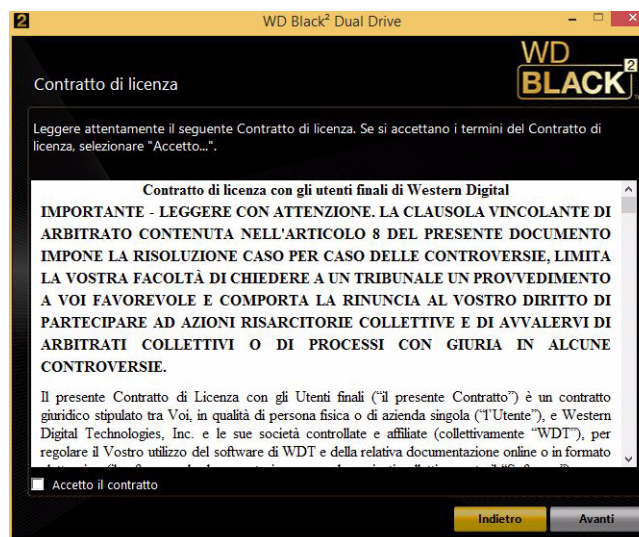 2
WD Black² Dual Drive
WD
BLACK2
Contratto di licenza
Leggere attentamente il seguente Contratto di licenza. Se si accettano i termini del Contratto di
licenza, selezionare "Accetto...".
Contratto di licenza con gli utenti finali di Western Digital
IMPORTANTE - LEGGERE CON ATTENZIONE. LA CLAUSOLA VINCOLANTE DI
ARBITRATO CONTENUTA NELL'ARTICOLO 8 DEL PRESENTE DOCUMENTO
IMPONE LA RISOLUZIONE CASO PER CASO DELLE CONTROVERSIE, LIMITA
LA VOSTRA FACOLTÀ DI CHIEDERE A UN TRIBUNALE UN PROVVEDIMENTO
A VOI FAVOREVOLE E COMPORTA LA RINUNCIA AL VOSTRO DIRITTO DI
PARTECIPARE AD AZIONI RISARCITORIE COLLETTIVE E DI AVVALERVI DI
ARBITRATI COLLETTIVI O DI PROCESSI CON GIURIA IN ALCUNE
CONTROVERSIE.
Il presente Contratto di Licenza con gli Utenti finali (“il presente Contratto”) è un contratto
giuridico stipulato tra Voi, in qualità di persona fisica o di azienda singola (“l'Utente”), e Western
Digital Technologies, Inc. e le sue società controllate e affiliate (collettivamente “WDT”), per
regolare il Vostro utilizzo del software di WDT e della relativa documentazione online o in formato
Accetto il contratto
Indietro
Avanti